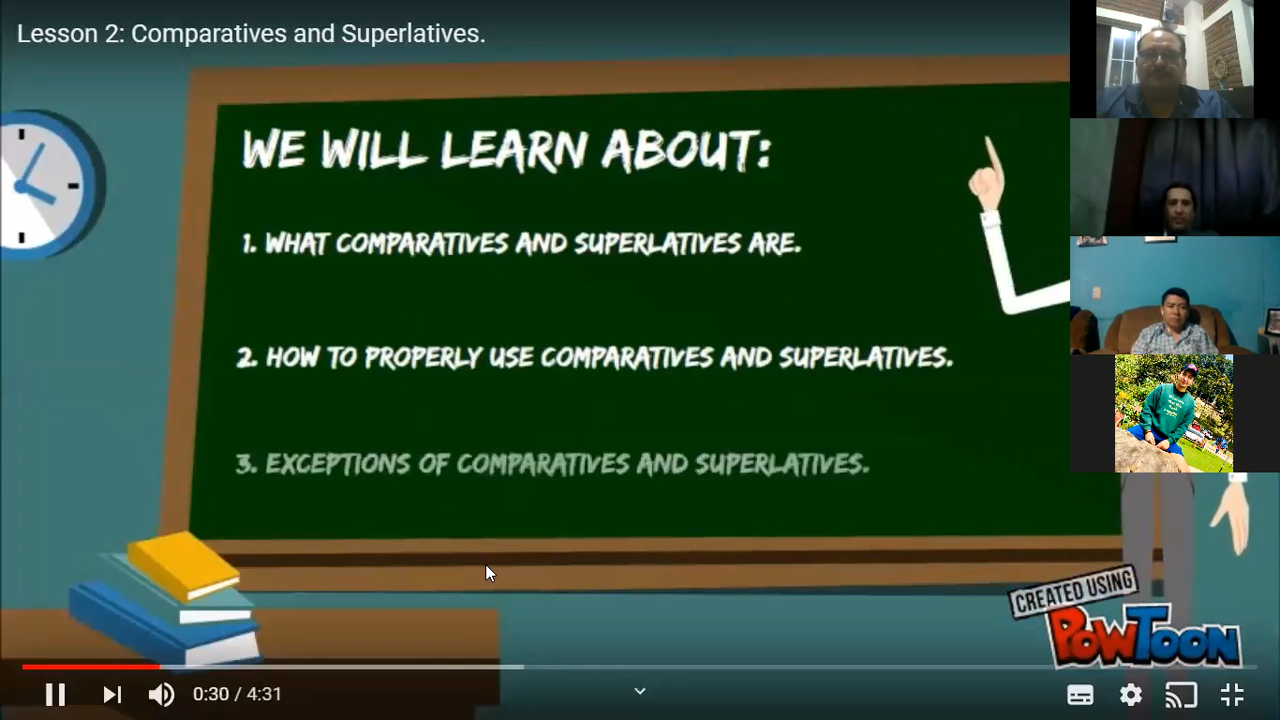 Lesson 2: Comparatives and Superlatives.
WE WILL LEARN ABOUT:
1. WHAT COMPARATIVES AND SUPERLATIVES ARE.
2. HOW TO PROPERLY USE COMPARATIVES AND SUPERLATIVES.
3. EXCEPTIONS OF COMPARATIVES AND SUPERLATIVES.
CREATED USING
POWTOON
0:30 / 4:31